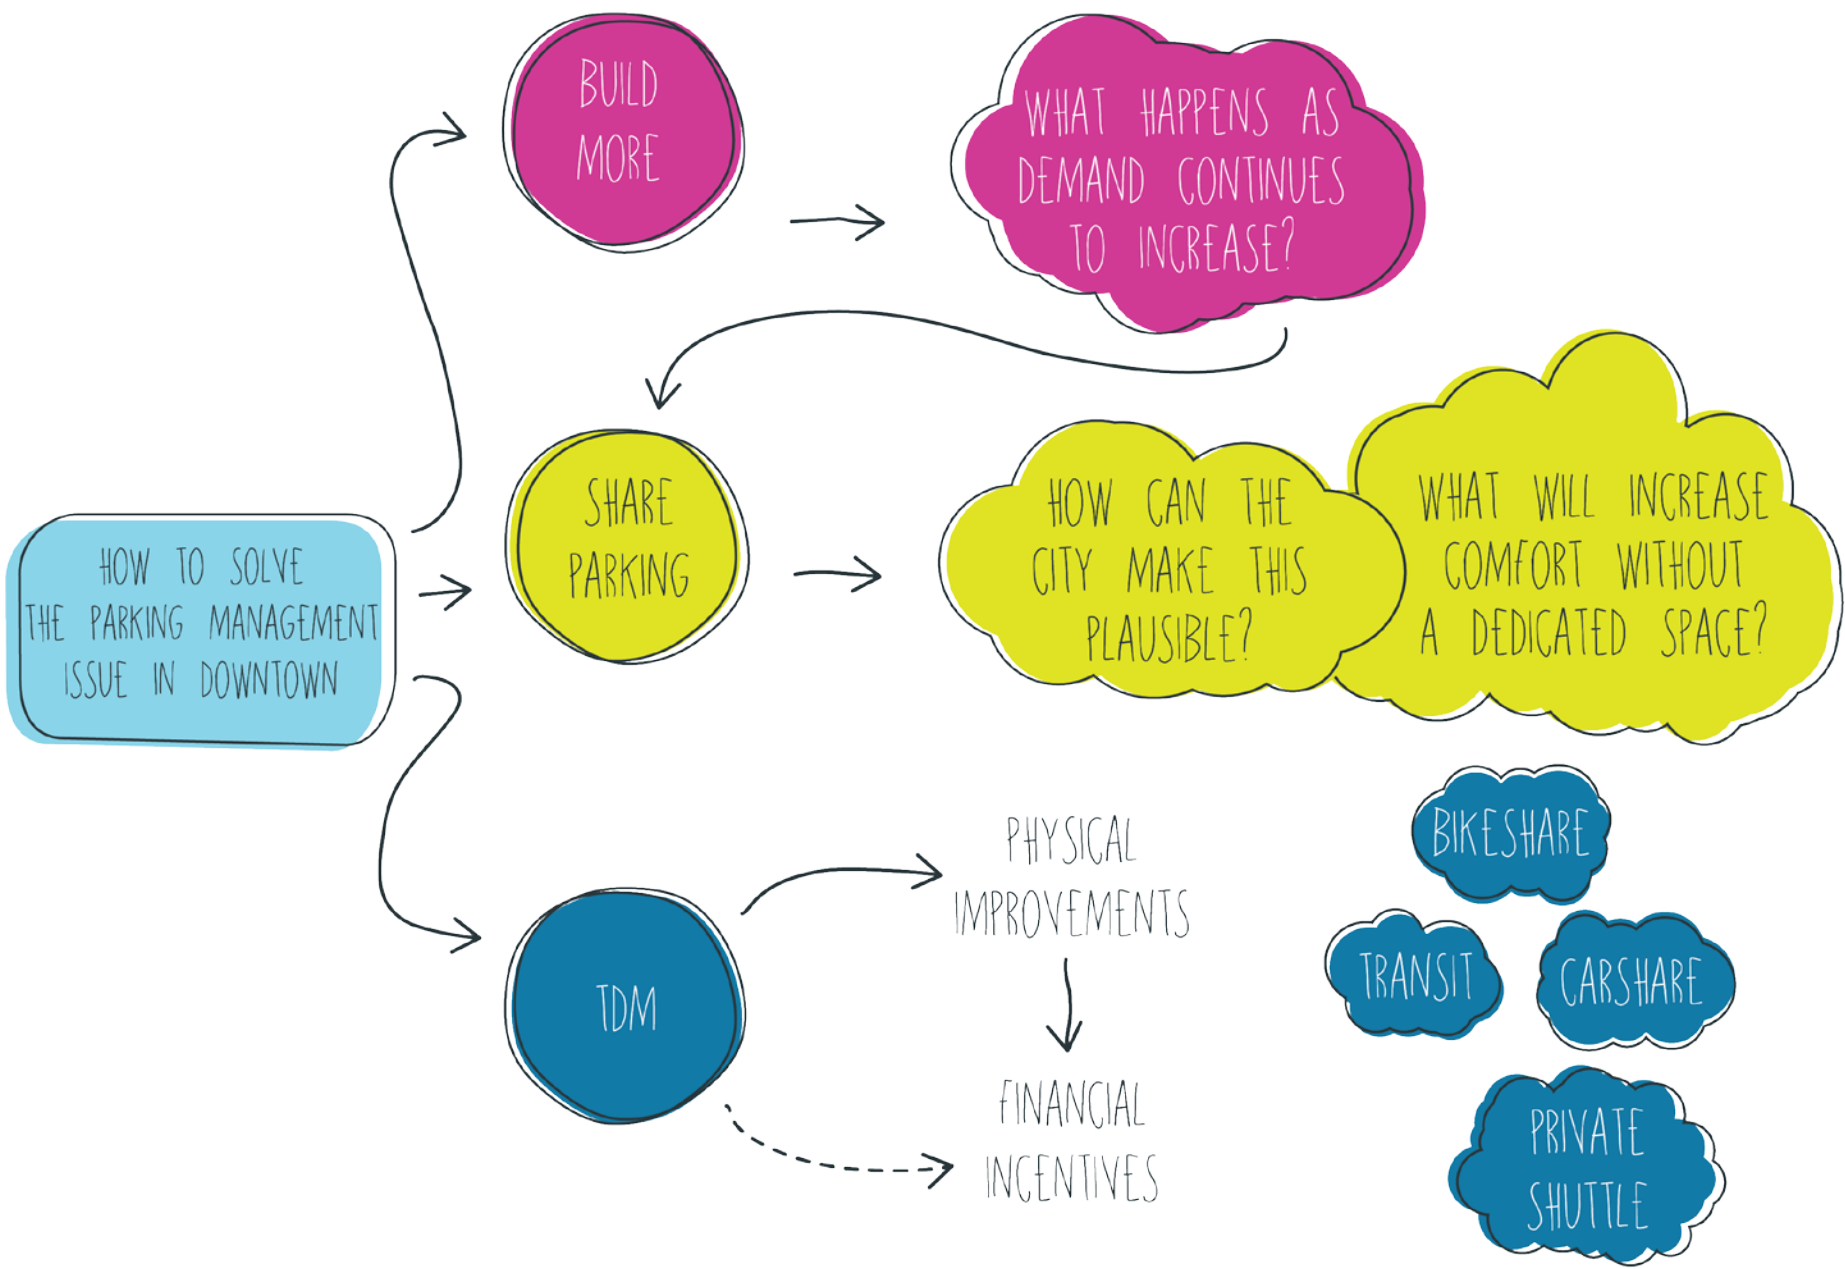 BUILD
MORE
WHAT HAPPENS AS
DEMAND CONTINUES
TO INCREASE?
HOW TO SOLVE
THE PARKING MANAGEMENT
ISSUE IN DOWNTOWN
SHARE
PARKING
HOW CAN THE
CITY MAKE THIS
PLAUSIBLE?
WHAT WILL INCREASE
COMFORT WITHOUT
A DEDICATED SPACE?
TDM
PHYSICAL
IMPROVEMENTS
FINANCIAL
INCENTIVES
BIKESHARE
TRANSIT
CARSHARE
PRIVATE
SHUTTLE